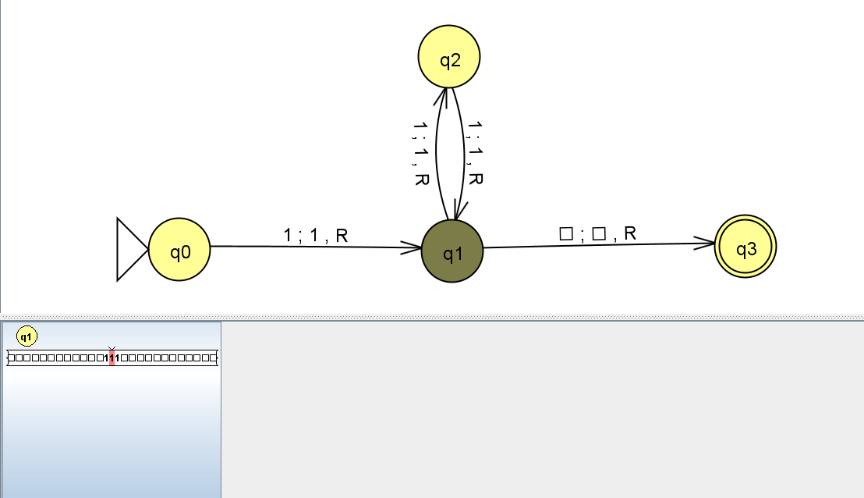 q2
1 ; 1 , R
1 ; 1 , R
q0
1 ; 1 , R
q1
□ ; □ , R
q3
q1
□□□□□□□□□□□□111□□□□□□□□□□□□